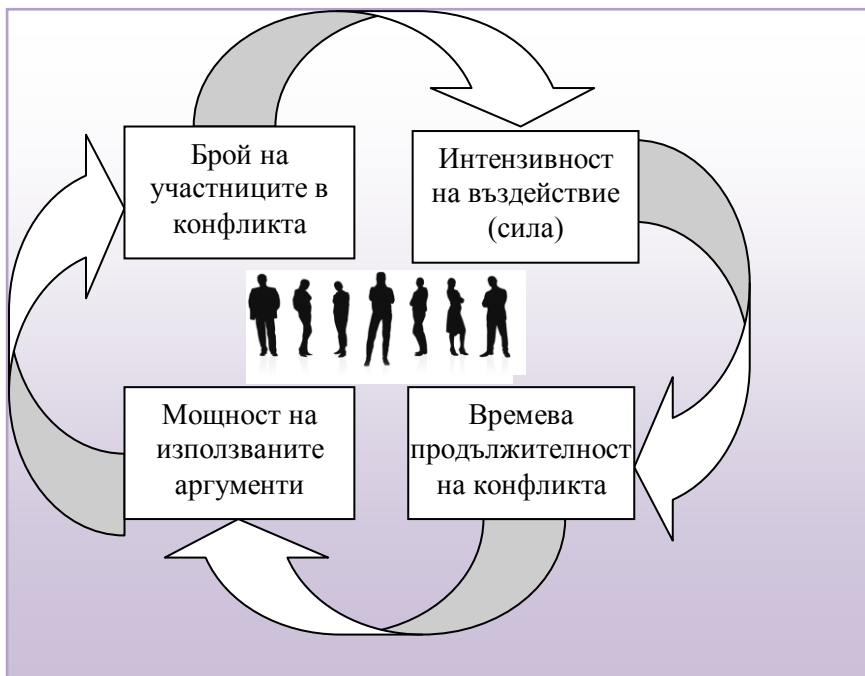 Брой на
участниците в
конфликта
Интензивност
на въздействие
(сила)
Мощност на
използваните
аргументи
Времева
продължителност
на конфликта